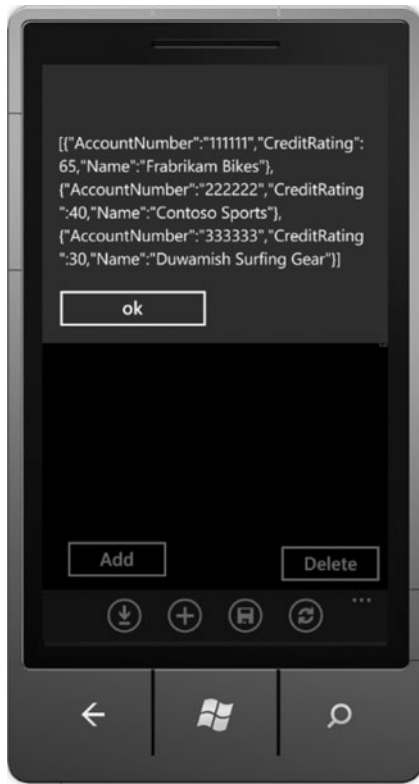 [{"AccountNumber":"111111","CreditRating":
65,"Name":"Frabrikam Bikes"},
{"AccountNumber":"222222","CreditRating
":40,"Name":"Contoso Sports"},
{"AccountNumber":"333333","CreditRating
":30,"Name":"Duwamish Surfing Gear"}]
ok
Add
Delete